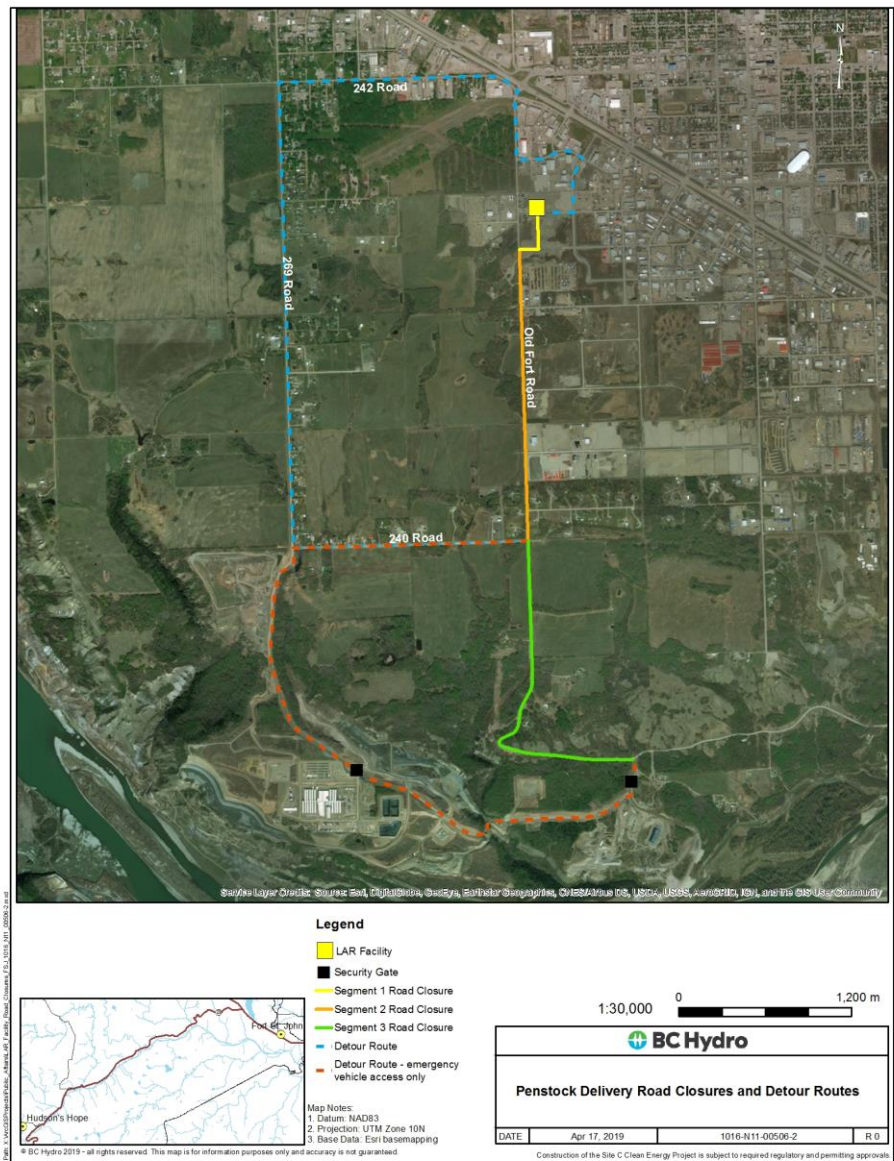 N
242 Road
269 Road
Old Fort Road
240 Road
Service Layer Credits: Source: Esri, DigitalGlobe, GeoEye, Earthstar Geographics, CNES/Airbus DS, USDA, USGS, AeroGRID, IGN, and the GIS User Community
Legend
LAR Facility
Security Gate
Segment 1 Road Closure
Segment 2 Road Closure
Segment 3 Road Closure
Detour Route
Detour Route - emergency
vehicle access only
Map Notes:
1. Datum: NAD83
2. Projection: UTM Zone 10N
3. Base Data: Esri basemapping
Fort St. John
Hudson's Hope
1:30,000
0
1,200 m
BC Hydro
Penstock Delivery Road Closures and Detour Routes
DATE
Apr 17, 2019
1016-N11-00506-2
R 0
© BC Hydro 2019 - all rights reserved. This map is for information purposes only and accuracy is not guaranteed.
Construction of the Site C Clean Energy Project is subject to required regulatory and permitting approvals.